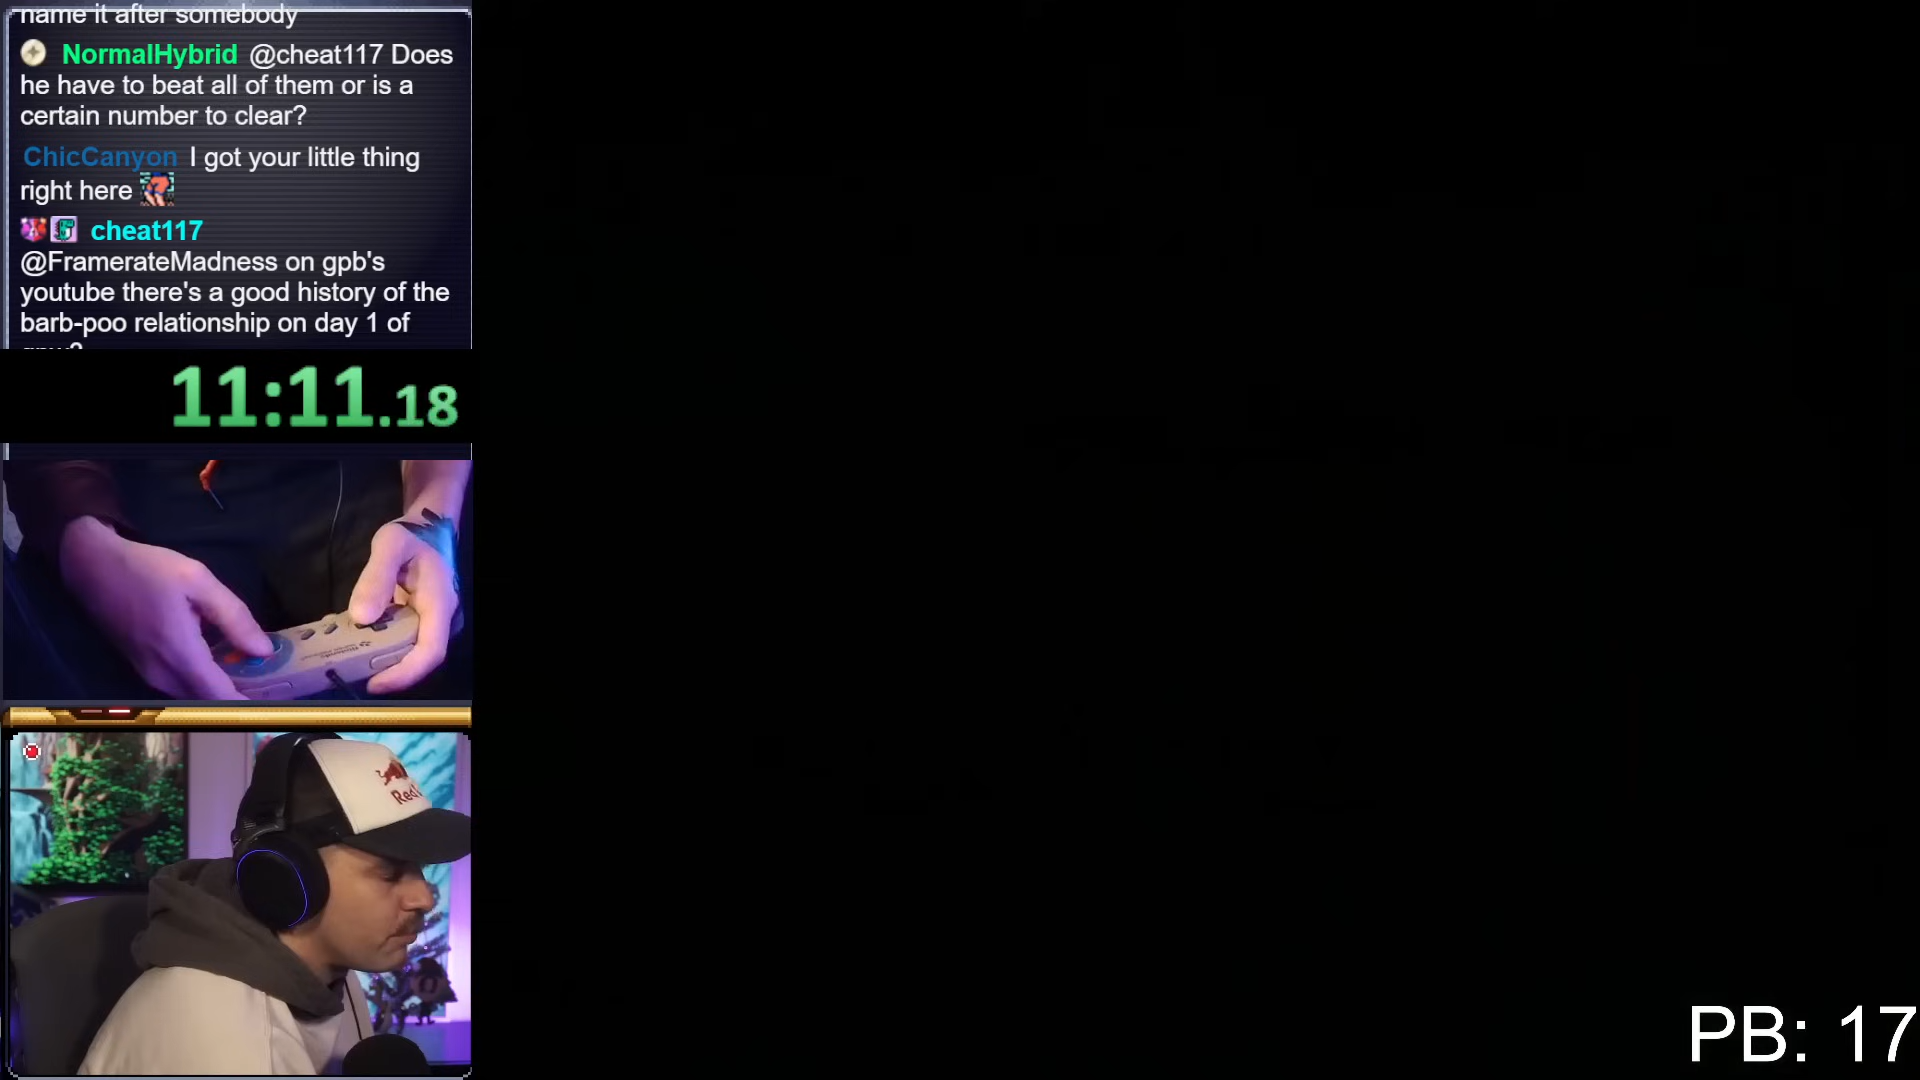 name it after somebody
NormalHybrid @cheat117 Does
he have to beat all of them or is a
certain number to clear?
ChicCanyon I got your little thing
right here
cheat117
@FramerateMadness on gpb's
youtube there's a good history of the
barb-poo relationship on day 1 of
11:11.18
Red
PB: 17